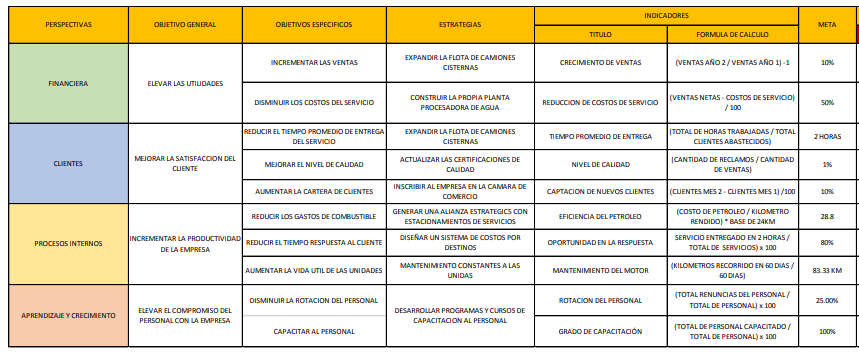 PERSPECTIVAS
OBJETIVO GENERAL
OBJETIVOS ESPECIFICOS
ESTRATEGIAS
INDICADORES
TITULO
FORMULA DE CALCULO
META
FINANCIERA
ELEVAR LAS UTILIDADES
INCREMENTAR LAS VENTAS
EXPANDIR LA FLOTA DE CAMIONES
CISTERNAS
CRECIMIENTO DE VENTAS
(VENTAS AÑO 2 / VENTAS AÑO 1) -1
10%
DISMINUIR LOS COSTOS DEL SERVICIO
CONSTRUIR LA PROPIA PLANTA
PROCESADORA DE AGUA
REDUCCION DE COSTOS DE SERVICIO
(VENTAS NETAS - COSTOS DE SERVICIO)
/ 100
50%
CLIENTES
MEJORAR LA SATISFACCION DEL
CLIENTE
REDUCIR EL TIEMPO PROMEDIO DE ENTREGA
DEL SERVICIO
EXPANDIR LA FLOTA DE CAMIONES
CISTERNAS
TIEMPO PROMEDIO DE ENTREGA
(TOTAL DE HORAS TRABAJADAS / TOTAL
CLIENTES ABASTECIDOS)
2 HORAS
MEJORAR EL NIVEL DE CALIDAD
ACTUALIZAR LAS CERTIFICACIONES DE
CALIDAD
NIVEL DE CALIDAD
(CANTIDAD DE RECLAMOS / CANTIDAD
DE VENTAS)
1%
AUMENTAR LA CARTERA DE CLIENTES
INSCRIBIR AL EMPRESA EN LA CAMARA DE
COMERCIO
CAPTACION DE NUEVOS CLIENTES
(CLIENTES MES 2 - CLIENTES MES 1) /100
10%
PROCESOS INTERNOS
INCREMENTAR LA PRODUCTIVIDAD
DE LA EMPRESA
REDUCIR LOS GASTOS DE COMBUSTIBLE
GENERAR UNA ALIANZA ESTRATEGICS CON
ESTACIONAMIENTOS DE SERVICIOS
EFICIENCIA DEL PETROLEO
(COSTO DE PETROLEO / KILOMETRO
RENDIDO) * BASE DE 24KM
28.8
REDUCIR EL TIEMPO RESPUESTA AL CLIENTE
DISEÑAR UN SISTEMA DE COSTOS POR
DESTINOS
OPORTUNIDAD EN LA RESPUESTA
SERVICIO ENTREGADO EN 2 HORAS /
TOTAL DE SERVICIOS) x 100
80%
AUMENTAR LA VIDA UTIL DE LAS UNIDADES
MANTENIMIENTO CONSTANTES A LAS
UNIDAS
MANTENIMIENTO DEL MOTOR
(KILOMETROS RECORRIDO EN 60 DIAS /
60 DIAS)
83.33 KM
APRENDIZAJE Y CRECIMIENTO
ELEVAR EL COMPROMISO DEL
PERSONAL CON LA EMPRESA
DISMINUIR LA ROTACION DEL PERSONAL
DESARROLLAR PROGRAMAS Y CURSOS DE
CAPACITACION AL PERSONAL
ROTACION DEL PERSONAL
(TOTAL RENUNCIAS DEL PERSONAL /
TOTAL DE PERSONAL) x 100
25.00%
CAPACITAR AL PERSONAL
GRADO DE CAPACITACIÓN
(TOTAL DE PERSONAL CAPACITADO /
TOTAL DE PERSONAL) x 100
100%